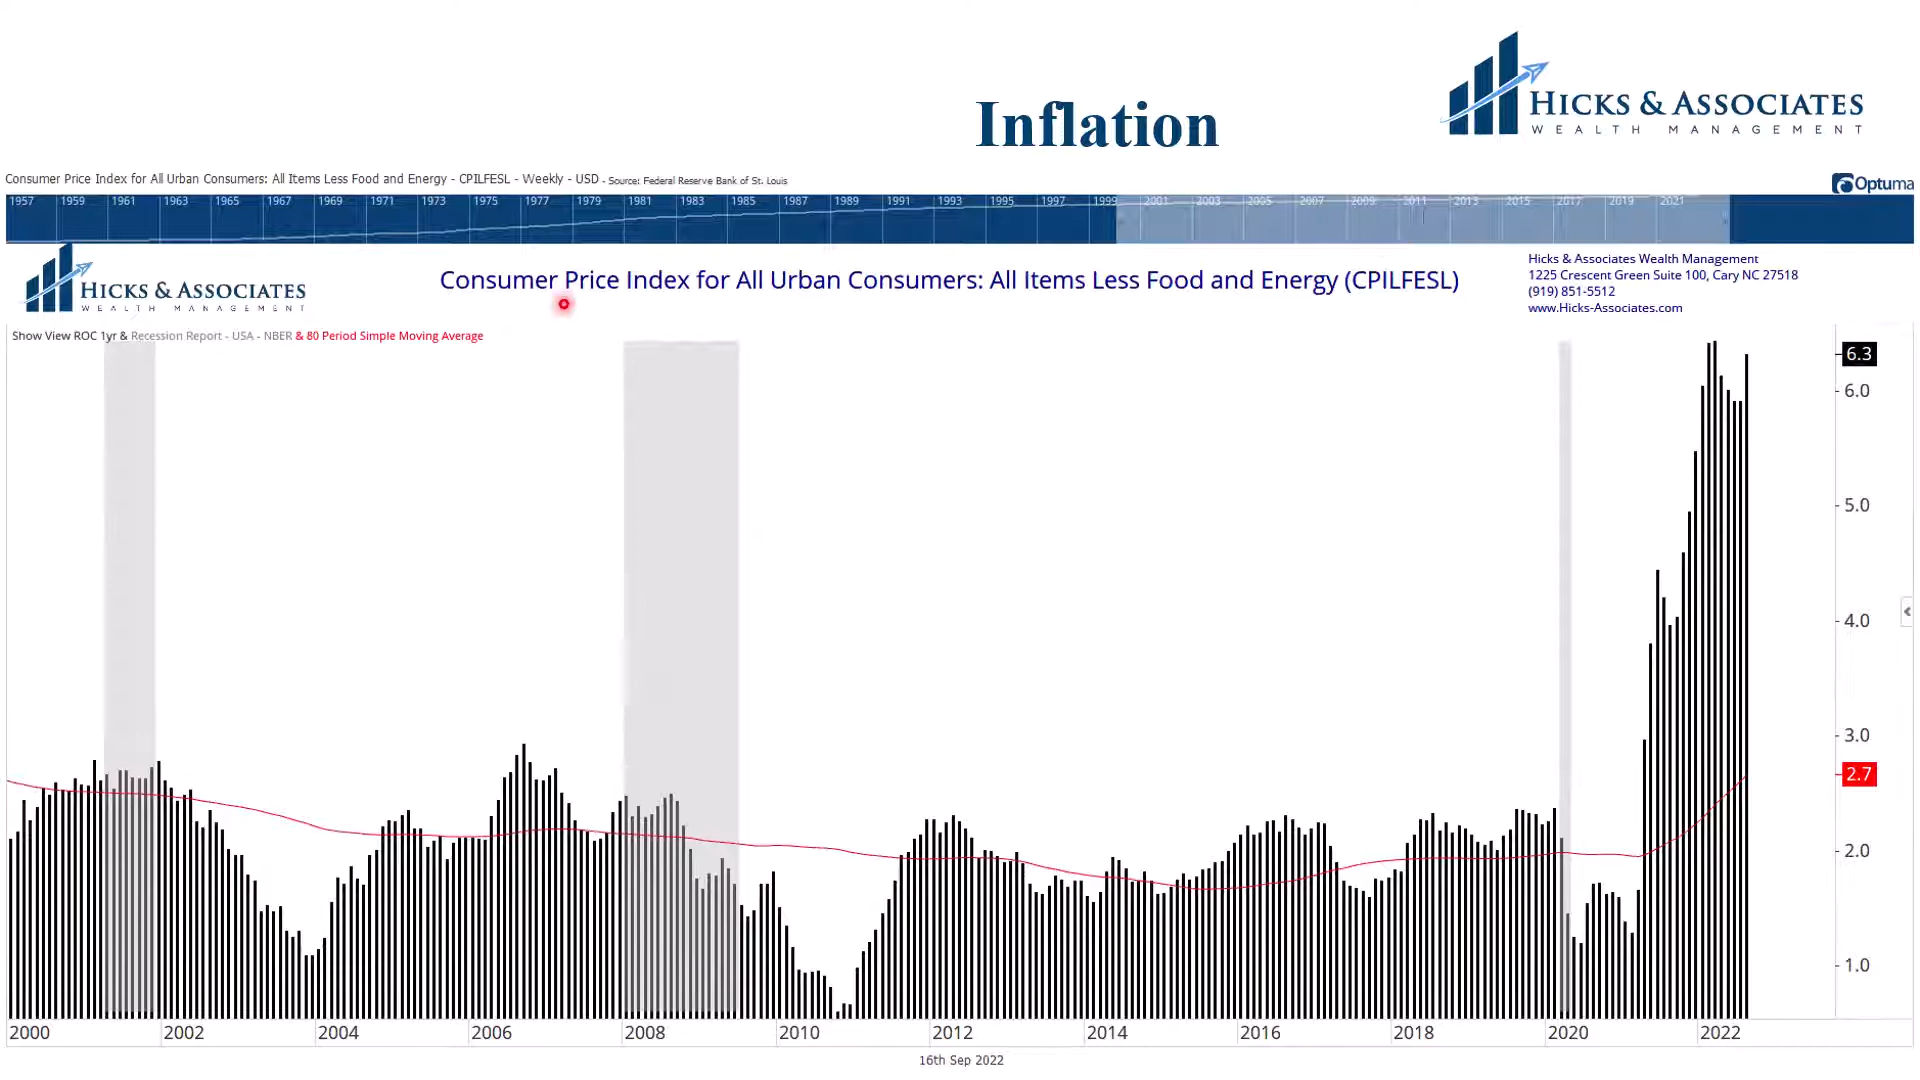 Inflation
HICKS & ASSOCIATES
WEALTH MANAGEMENT
Consumer Price Index for All Urban Consumers: All Items Less Food and Energy - CPILFESL - Weekly - USD - Source: Federal Reserve Bank of St. Louis
Optuma
1957 1959 1961 1963 1965 1967 1969 1971 1973 1975 1977 1979 1981 1983 1985 1987 1989 1991 1993 1995 1997 1999 2001 2003 2005 2007 2009 2011 2013 2015 2017 2019 2021
HICKS & ASSOCIATES
WEALTH MANAGEMENT
Consumer Price Index for All Urban Consumers: All Items Less Food and Energy (CPILFESL)
Hicks & Associates Wealth Management
1225 Crescent Green Suite 100, Cary NC 27518
(919) 851-5512
www.Hicks-Associates.com
Show View ROC 1yr & Recession Report - USA - NBER & 80 Period Simple Moving Average
6.3
6.0
5.0
4.0
3.0
2.7
2.0
1.0
2000 2002 2004 2006 2008 2010 2012 2014 2016 2018 2020 2022
16th Sep 2022